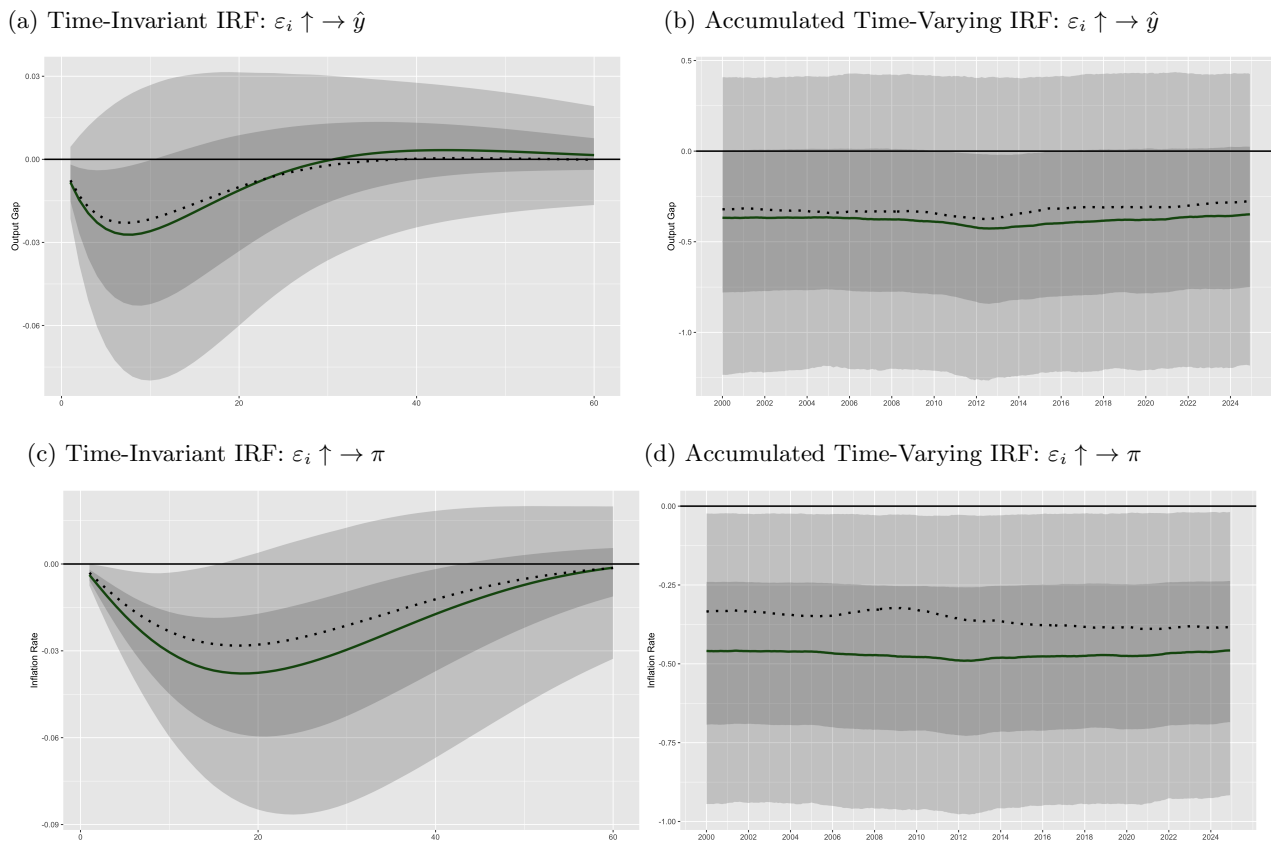 (a) Time-Invariant IRF: εᵢ ↑ → ŷ
(b) Accumulated Time-Varying IRF: εᵢ ↑ → ŷ
Output Gap
0.03
0.00
-0.03
-0.06
0 20 40 60
Output Gap
0.5
0.0
-0.5
-1.0
2000 2002 2004 2006 2008 2010 2012 2014 2016 2018 2020 2022 2024
(c) Time-Invariant IRF: εᵢ ↑ → π
(d) Accumulated Time-Varying IRF: εᵢ ↑ → π
Inflation Rate
0.00
-0.03
-0.06
-0.09
0 20 40 60
Inflation Rate
0.00
-0.25
-0.50
-0.75
-1.00
2000 2002 2004 2006 2008 2010 2012 2014 2016 2018 2020 2022 2024